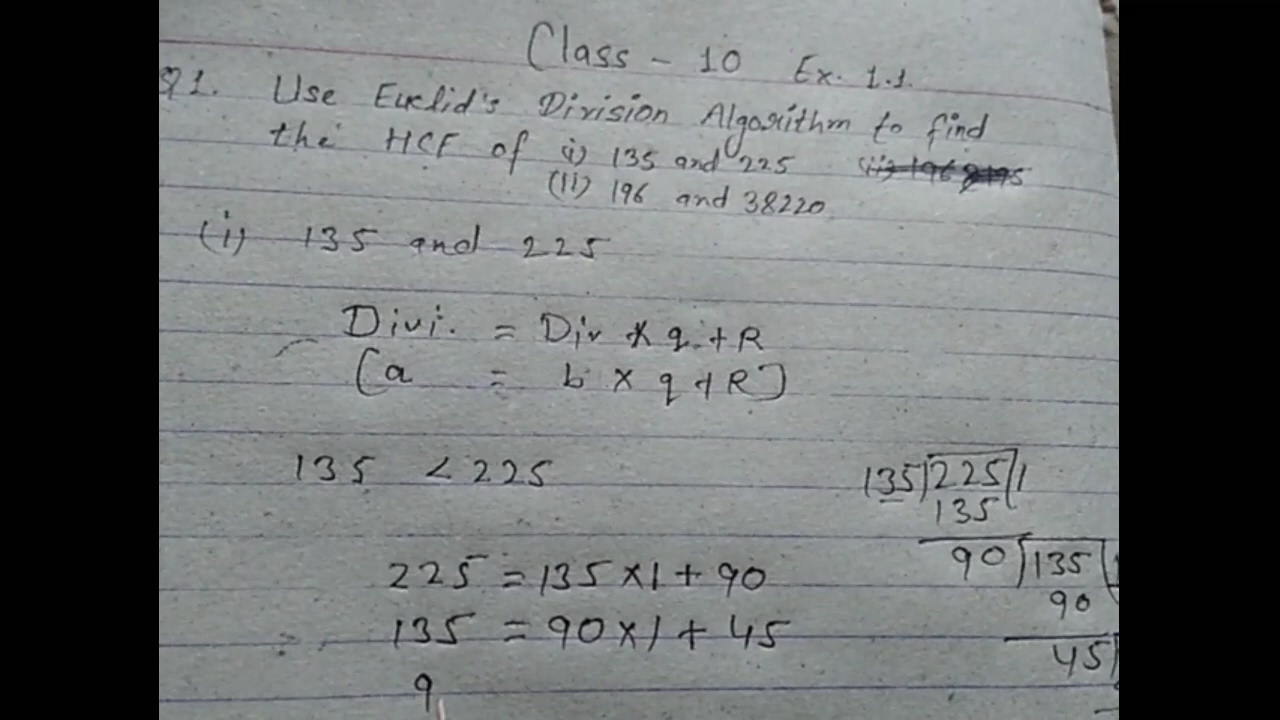 Class - 10 Ex. 1.1.
Q1. Use Euclid's Division Algorithm to find
the HCF of (i) 135 and 225
(ii) 196 and 38220
(i) 135 and 225
Divi. = Div × q + R
(a = b × q + R)
135 < 225
135)225(1
135
225 = 135 × 1 + 90
90)135(
90
135 = 90 × 1 + 45
45)
9